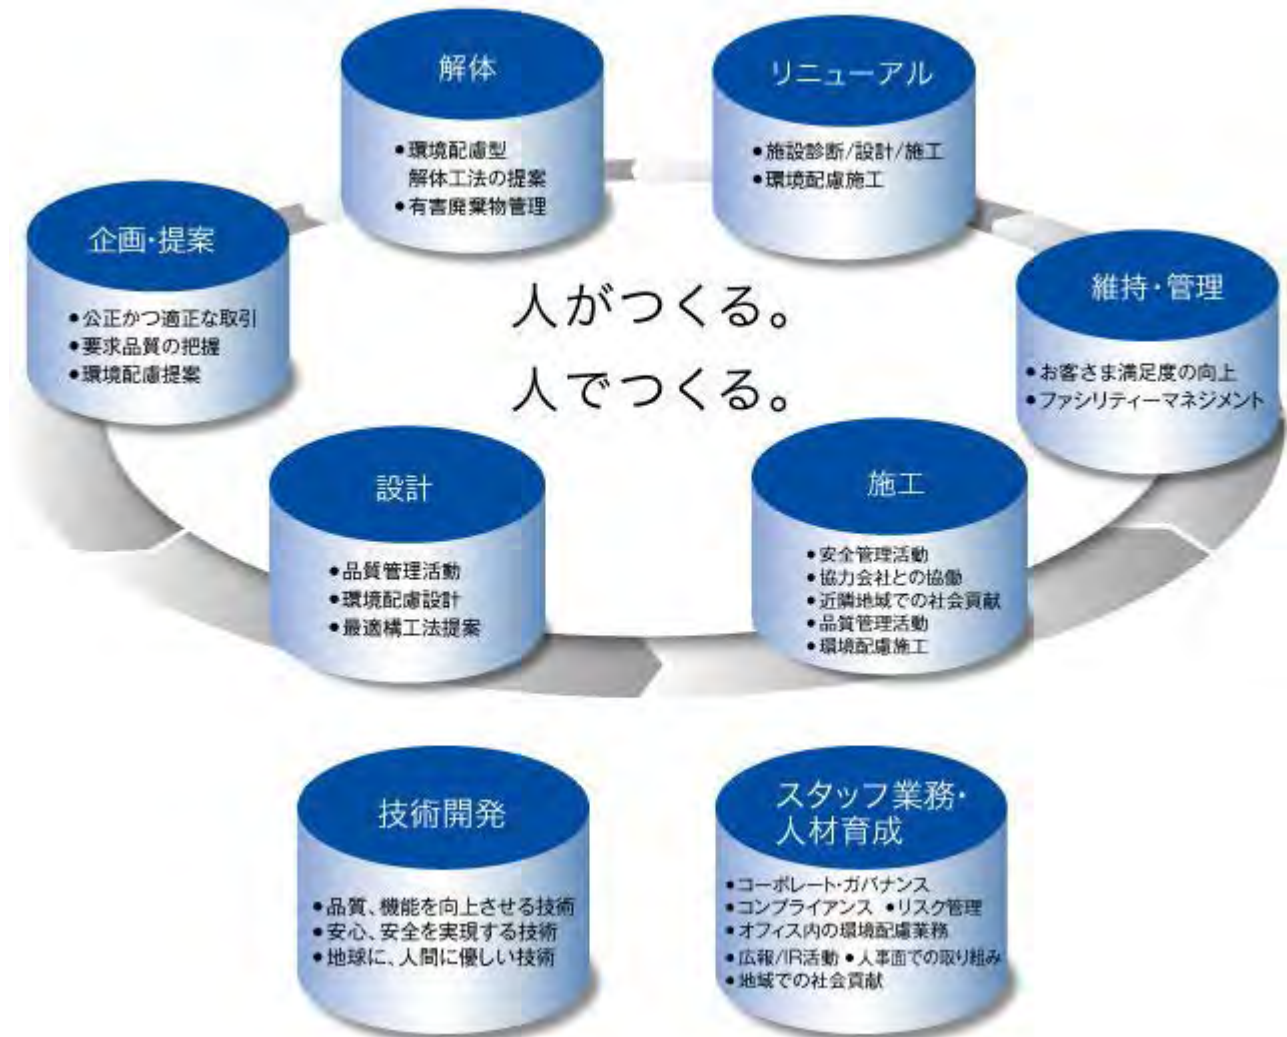 解体
●環境配慮型
解体工法の提案
●有害廃棄物管理
リニューアル
●施設診断/設計/施工
●環境配慮施工
企画・提案
●公正かつ適正な取引
●要求品質の把握
●環境配慮提案
維持・管理
●お客さま満足度の向上
●ファシリティーマネジメント
人がつくる。
人でつくる。
設計
●品質管理活動
●環境配慮設計
●最適構工法提案
施工
●安全管理活動
●協力会社との協働
●近隣地域での社会貢献
●品質管理活動
●環境配慮施工
技術開発
●品質、機能を向上させる技術
●安心、安全を実現する技術
●地球に、人間に優しい技術
スタッフ業務・
人材育成
●コーポレート・ガバナンス
●コンプライアンス ●リスク管理
●オフィス内の環境配慮業務
●広報/IR活動 ●人事面での取り組み
●地域での社会貢献